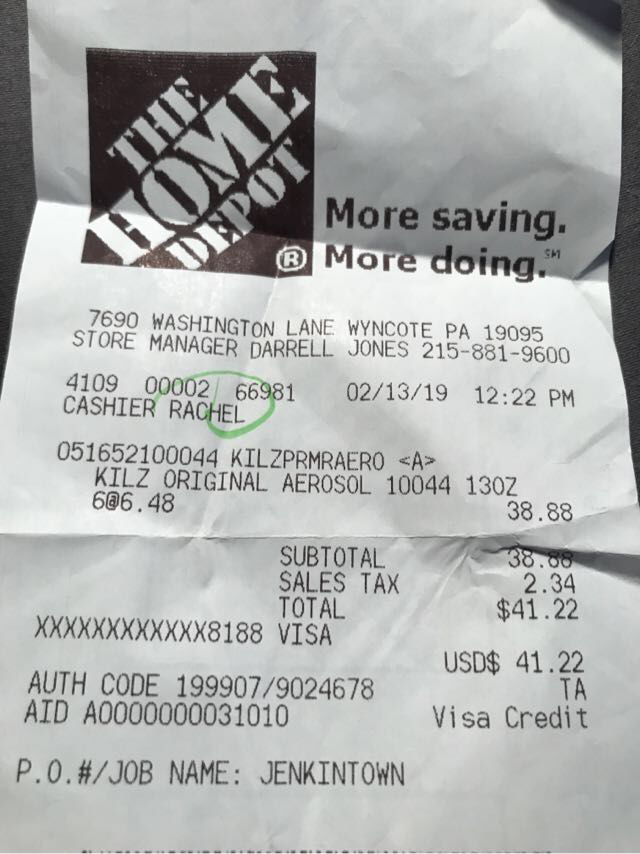 THE
HOME
DEPOT
®
More saving.
More doing.℠
7690 WASHINGTON LANE WYNCOTE PA 19095
STORE MANAGER DARRELL JONES 215-881-9600
4109 00002 66981 02/13/19 12:22 PM
CASHIER RACHEL
051652100044 KILZPRMRAERO <A>
KILZ ORIGINAL AEROSOL 10044 13OZ
6@6.48 38.88
SUBTOTAL 38.88
SALES TAX 2.34
TOTAL $41.22
XXXXXXXXXXXX8188 VISA
USD$ 41.22
AUTH CODE 199907/9024678 TA
AID A0000000031010 Visa Credit
P.O.#/JOB NAME: JENKINTOWN